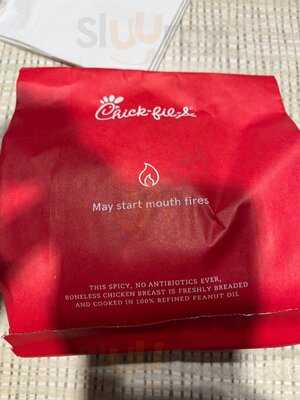 sluurpy
Chick-fil-A
May start mouth fires
THIS SPICY, NO ANTIBIOTICS EVER,
BONELESS CHICKEN BREAST IS FRESHLY BREADED
AND COOKED IN 100% REFINED PEANUT OIL